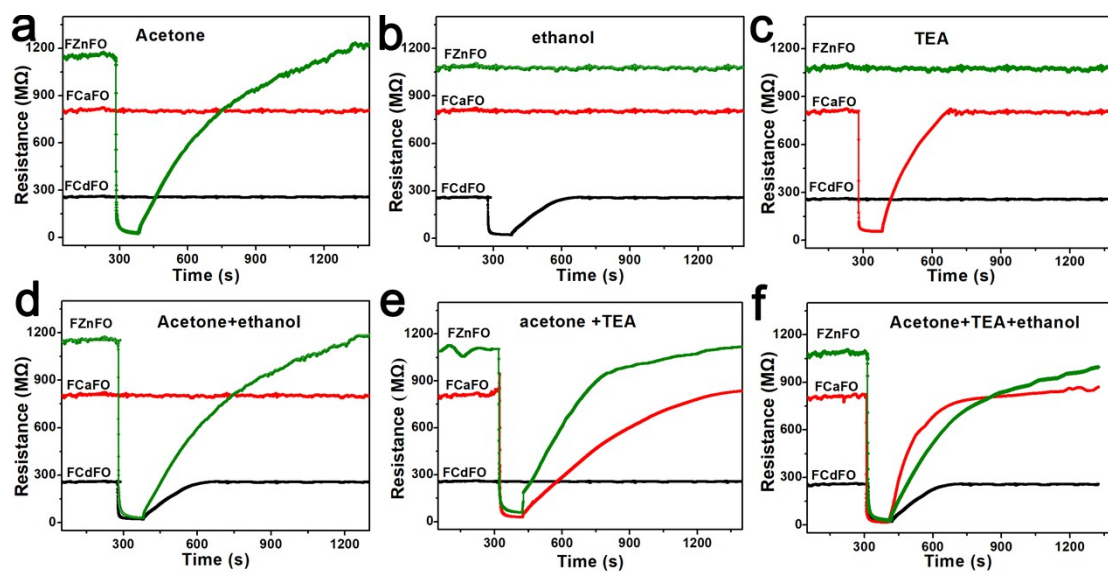 a
Acetone
FZnFO
FCaFO
FCdFO
1200
900
600
300
0
Resistance (MΩ)
300 600 900 1200
Time (s)
b
ethanol
FZnFO
FCaFO
FCdFO
1200
900
600
300
0
Resistance (MΩ)
300 600 900 1200
Time (s)
c
TEA
FZnFO
FCaFO
FCdFO
1200
900
600
300
0
Resistance (MΩ)
300 600 900 1200
Time (s)
d
Acetone+ethanol
FZnFO
FCaFO
FCdFO
1200
900
600
300
0
Resistance (MΩ)
300 600 900 1200
Time (s)
e
acetone +TEA
FZnFO
FCaFO
FCdFO
1200
900
600
300
0
Resistance (MΩ)
300 600 900 1200
Time (s)
f
Acetone+TEA+ethanol
FZnFO
FCaFO
FCdFO
1200
900
600
300
0
Resistance (MΩ)
300 600 900 1200
Time (s)